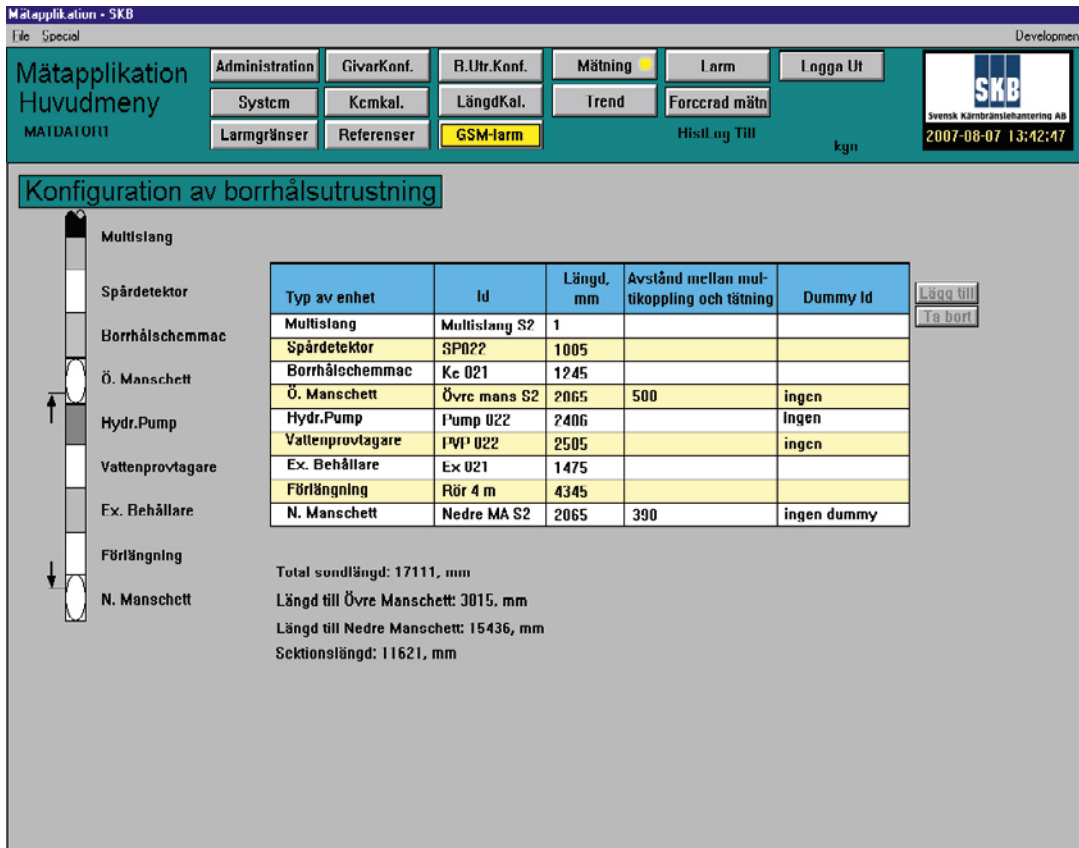 Mätapplikation - SKB
File Special Developmen
Mätapplikation
Huvudmeny
MÄTDATOR1
Administration GivarKonf. B.Utr.Konf. Mätning Larm Logga Ut
System Kemkal. LängdKal. Trend Forcerad mätn
Larmgränser Referenser GSM-larm HistLog Till kyn
SKB
Svensk Kärnbränslehantering AB
2007-08-07 13:42:47
Konfiguration av borrhålsutrustning
Multislang
Spårdetektor
Borrhålschemmac
Ö. Manschett
Hydr.Pump
Vattenprovtagare
Ex. Behållare
Förlängning
N. Manschett
Typ av enhet Id Längd, mm Avstånd mellan mul-tikoppling och tätning Dummy Id
Multislang Multislang S2 1
Spårdetektor SP022 1005
Borrhålschemmac Kc 021 1245
Ö. Manschett Övre mans S2 2065 500 ingen
Hydr.Pump Pump 022 2406 Ingen
Vattenprovtagare PVP 022 2505 ingen
Ex. Behållare Ex 021 1475
Förlängning Rör 4 m 4345
N. Manschett Nedre MA S2 2065 390 ingen dummy
Lägg till
Ta bort
Total sondlängd: 17111, mm
Längd till Övre Manschett: 3815, mm
Längd till Nedre Manschett: 15436, mm
Sektionslängd: 11621, mm